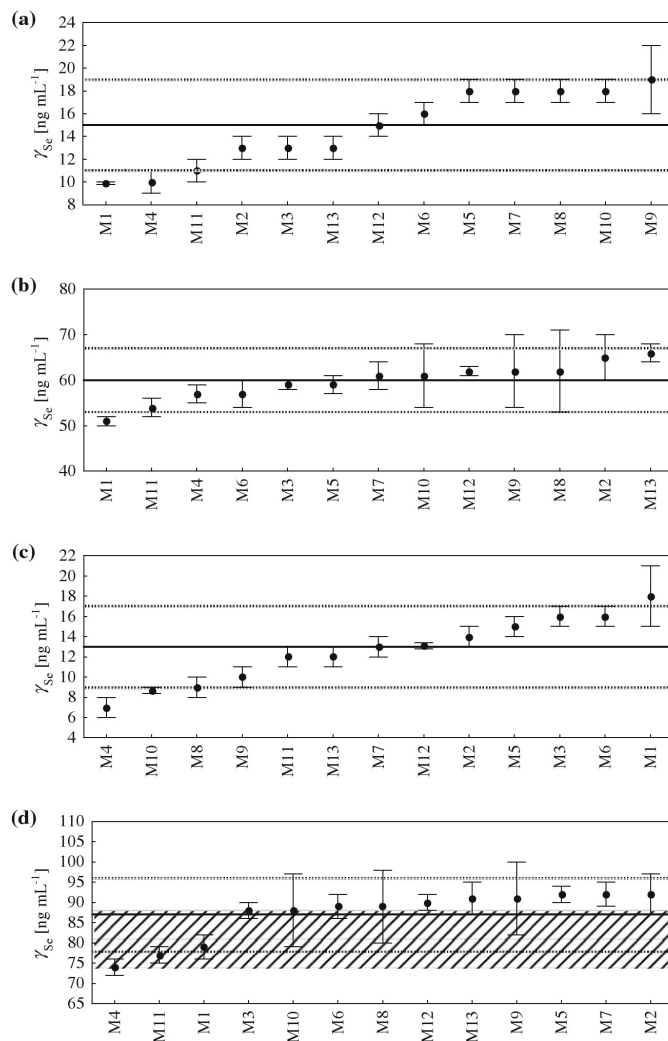 (a)
24
22
20
18
16
14
12
10
8
γSe [ng mL-1]
M1 M4 M11 M2 M3 M13 M12 M6 M5 M7 M8 M10 M9
(b)
80
70
60
50
40
γSe [ng mL-1]
M1 M11 M4 M6 M3 M5 M7 M10 M12 M9 M8 M2 M13
(c)
22
20
18
16
14
12
10
8
6
4
γSe [ng mL-1]
M4 M10 M8 M9 M11 M13 M7 M12 M2 M5 M3 M6 M1
(d)
110
105
100
95
90
85
80
75
70
65
γSe [ng mL-1]
M4 M11 M1 M3 M10 M6 M8 M12 M13 M9 M5 M7 M2